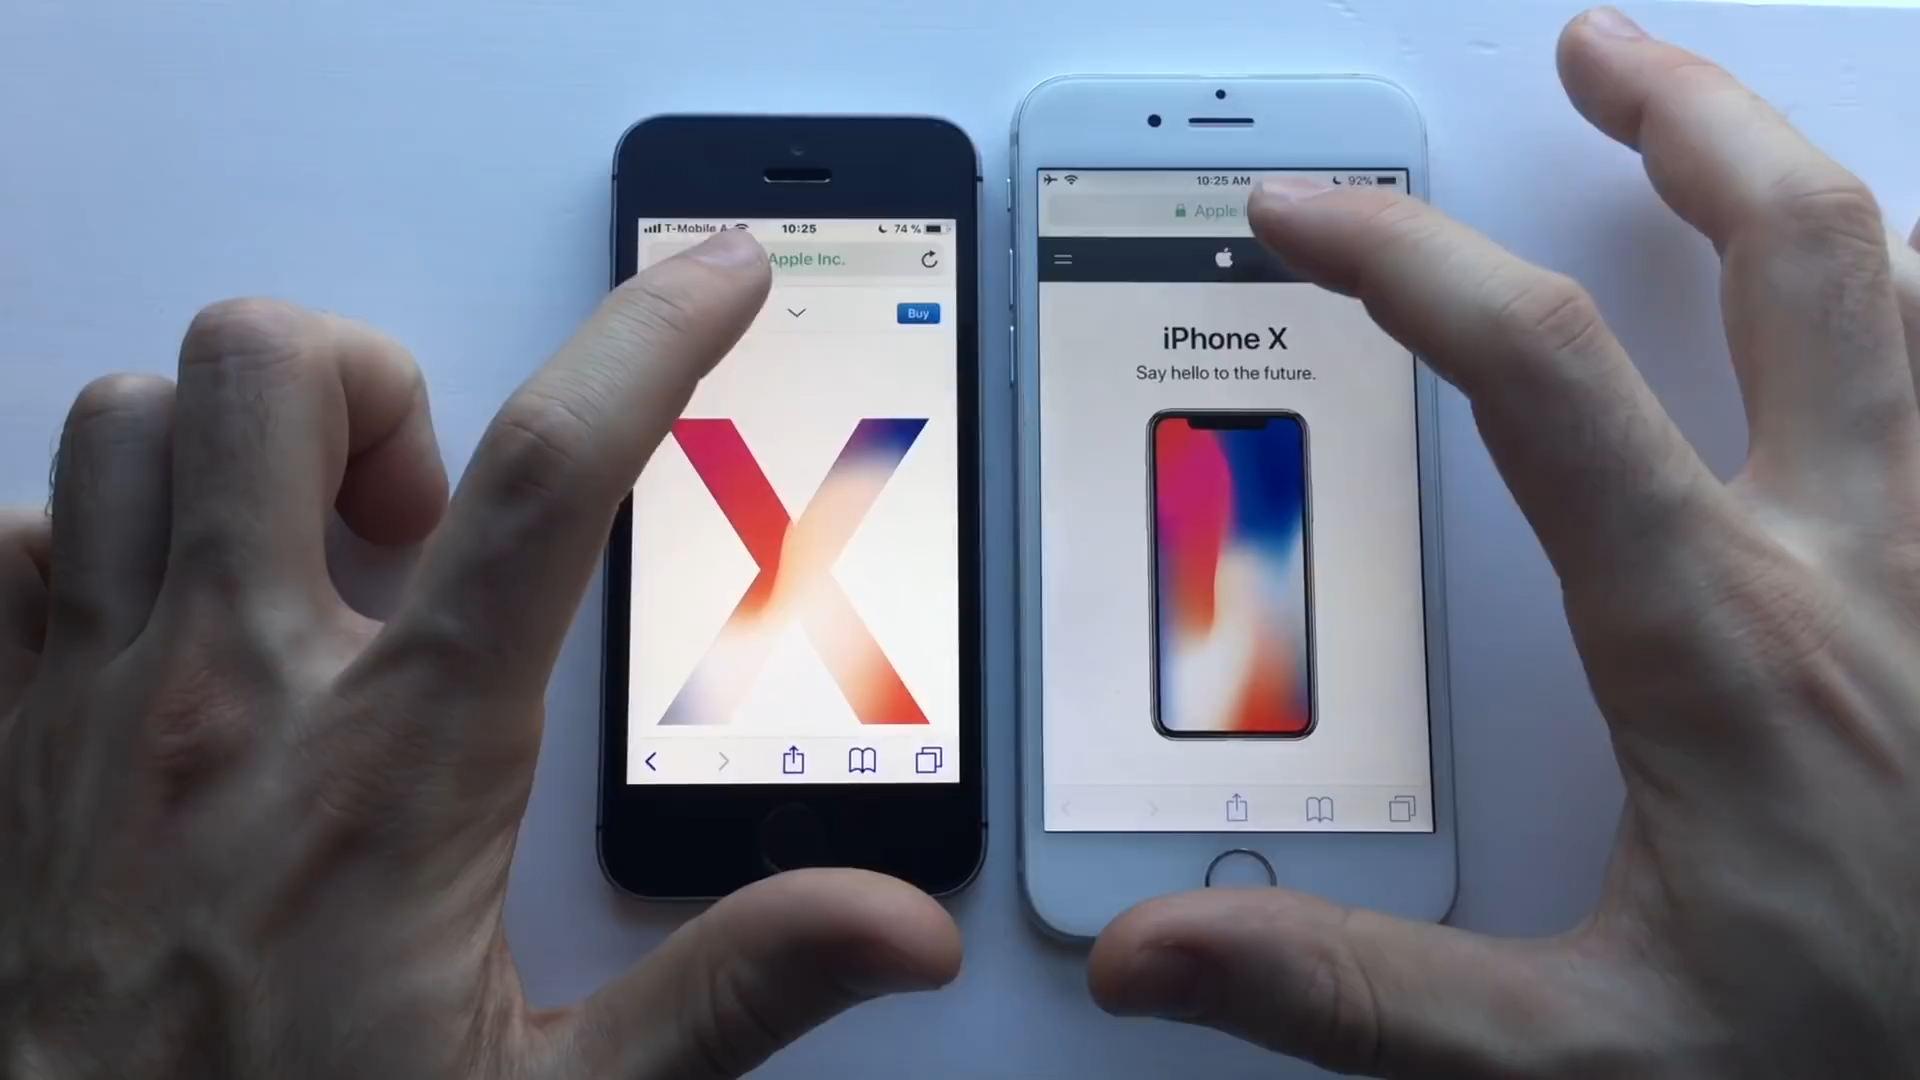 T-Mobile A
10:25
74 %
Apple Inc.
Buy
X
10:25 AM
92%
Apple
iPhone X
Say hello to the future.